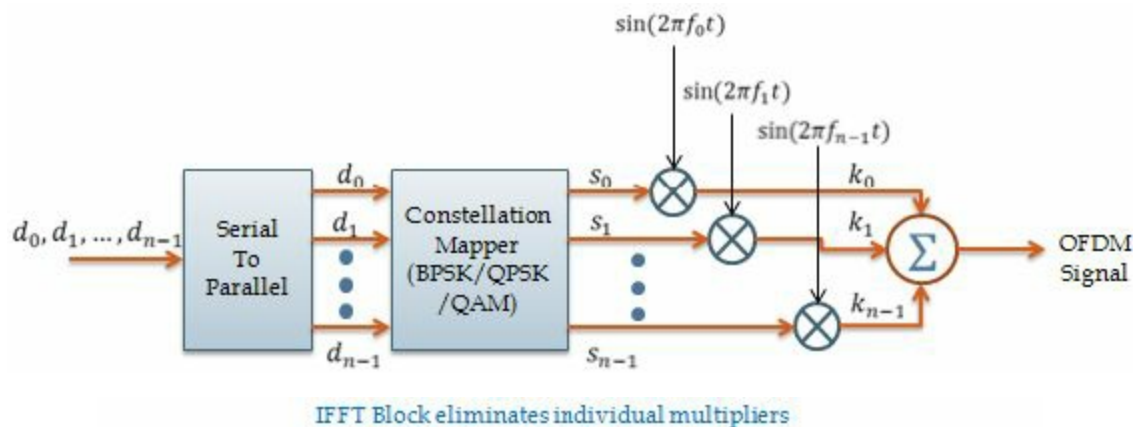 sin(2πf₀t)
sin(2πf₁t)
sin(2πfₙ₋₁t)
d₀, d₁, …, dₙ₋₁
Serial
To
Parallel
d₀
d₁
dₙ₋₁
Constellation
Mapper
(BPSK/QPSK
/QAM)
s₀
s₁
sₙ₋₁
k₀
k₁
kₙ₋₁
Σ
OFDM
Signal
IFFT Block eliminates individual multipliers